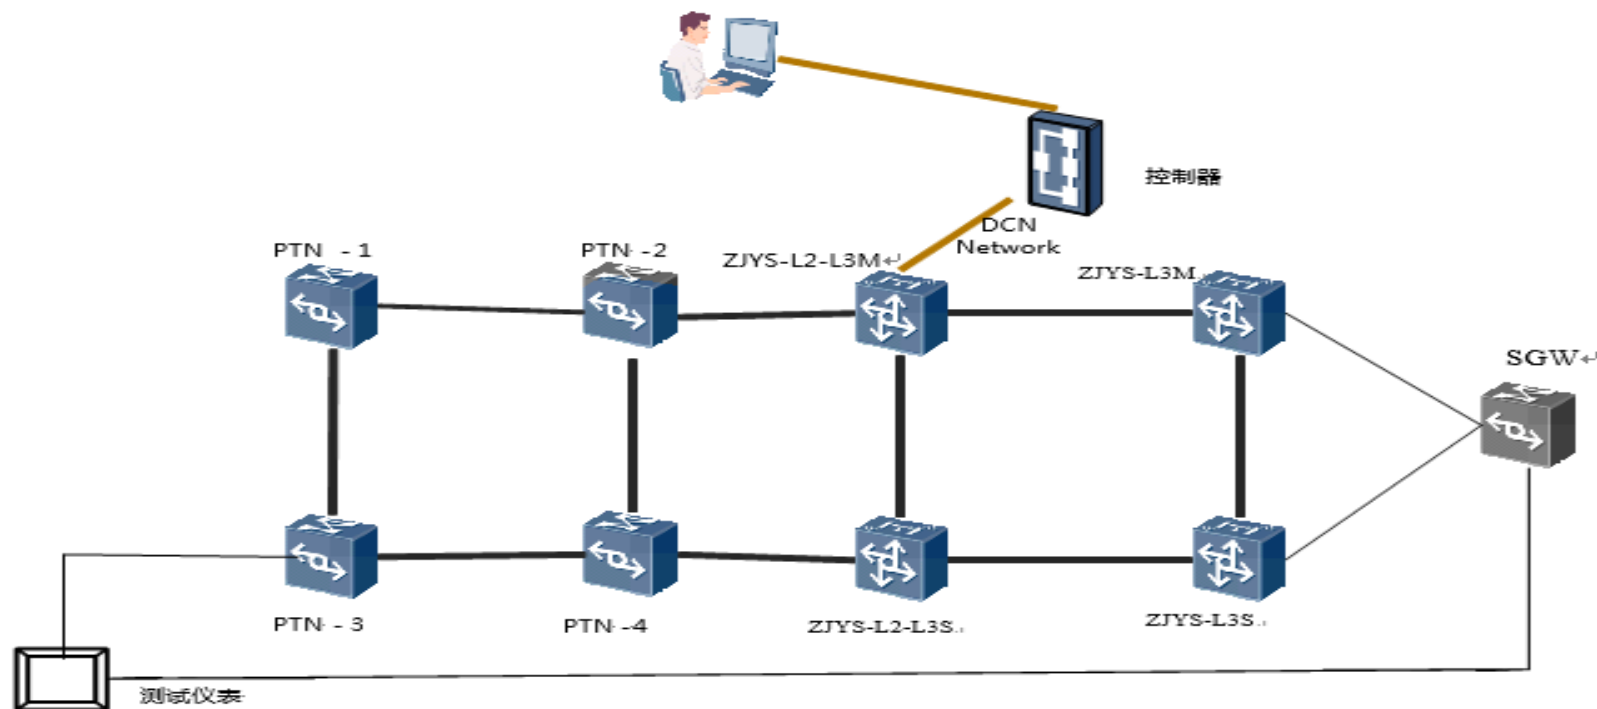 控制器
DCN
Network
PTN - 1
PTN -2
ZJYS-L2-L3M
ZJYS-L3M
SGW
PTN - 3
PTN -4
ZJYS-L2-L3S
ZJYS-L3S
测试仪表